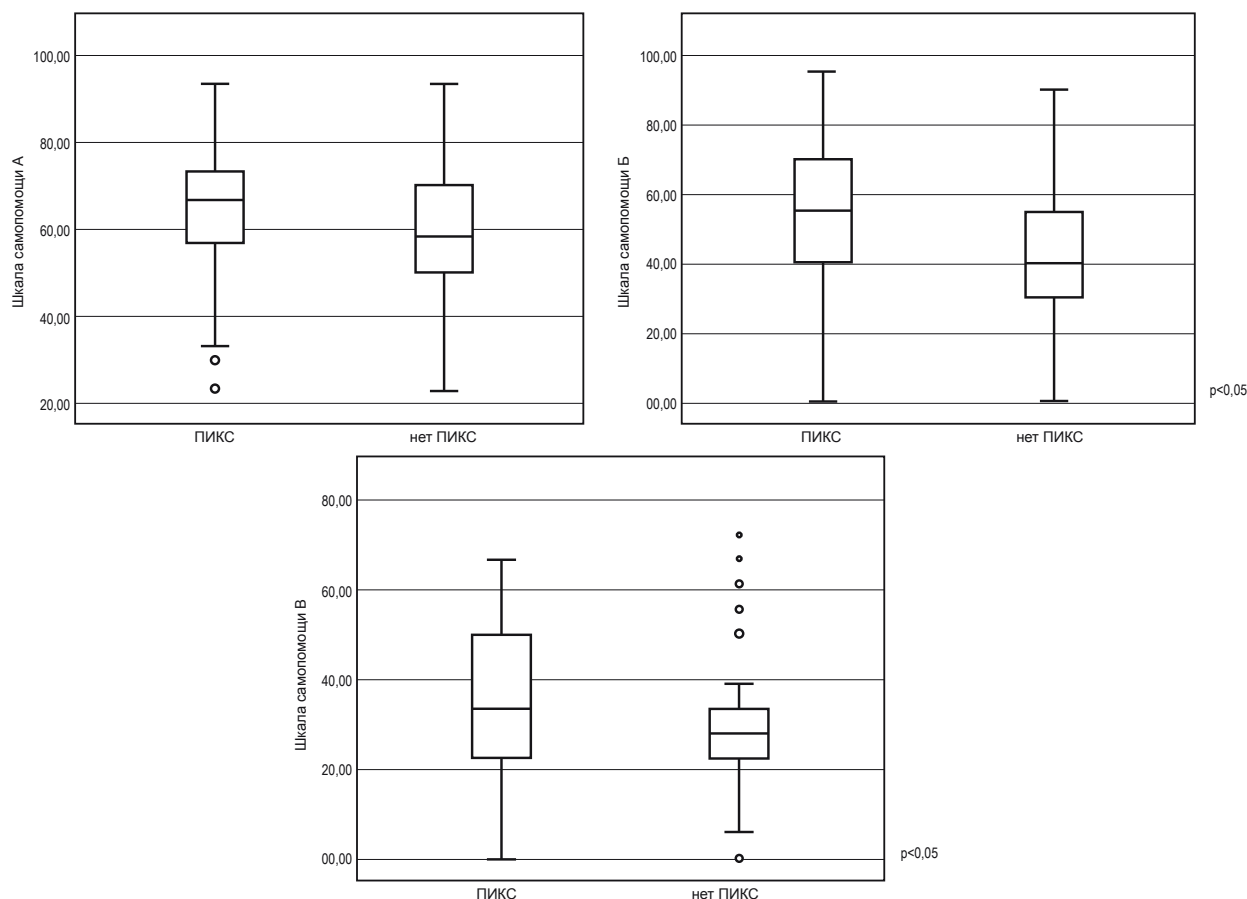 Шкала самопомощи А
100,00
80,00
60,00
40,00
20,00
ПИКС
нет ПИКС
Шкала самопомощи Б
100,00
80,00
60,00
40,00
20,00
00,00
ПИКС
нет ПИКС
p<0,05
Шкала самопомощи В
80,00
60,00
40,00
20,00
00,00
ПИКС
нет ПИКС
p<0,05